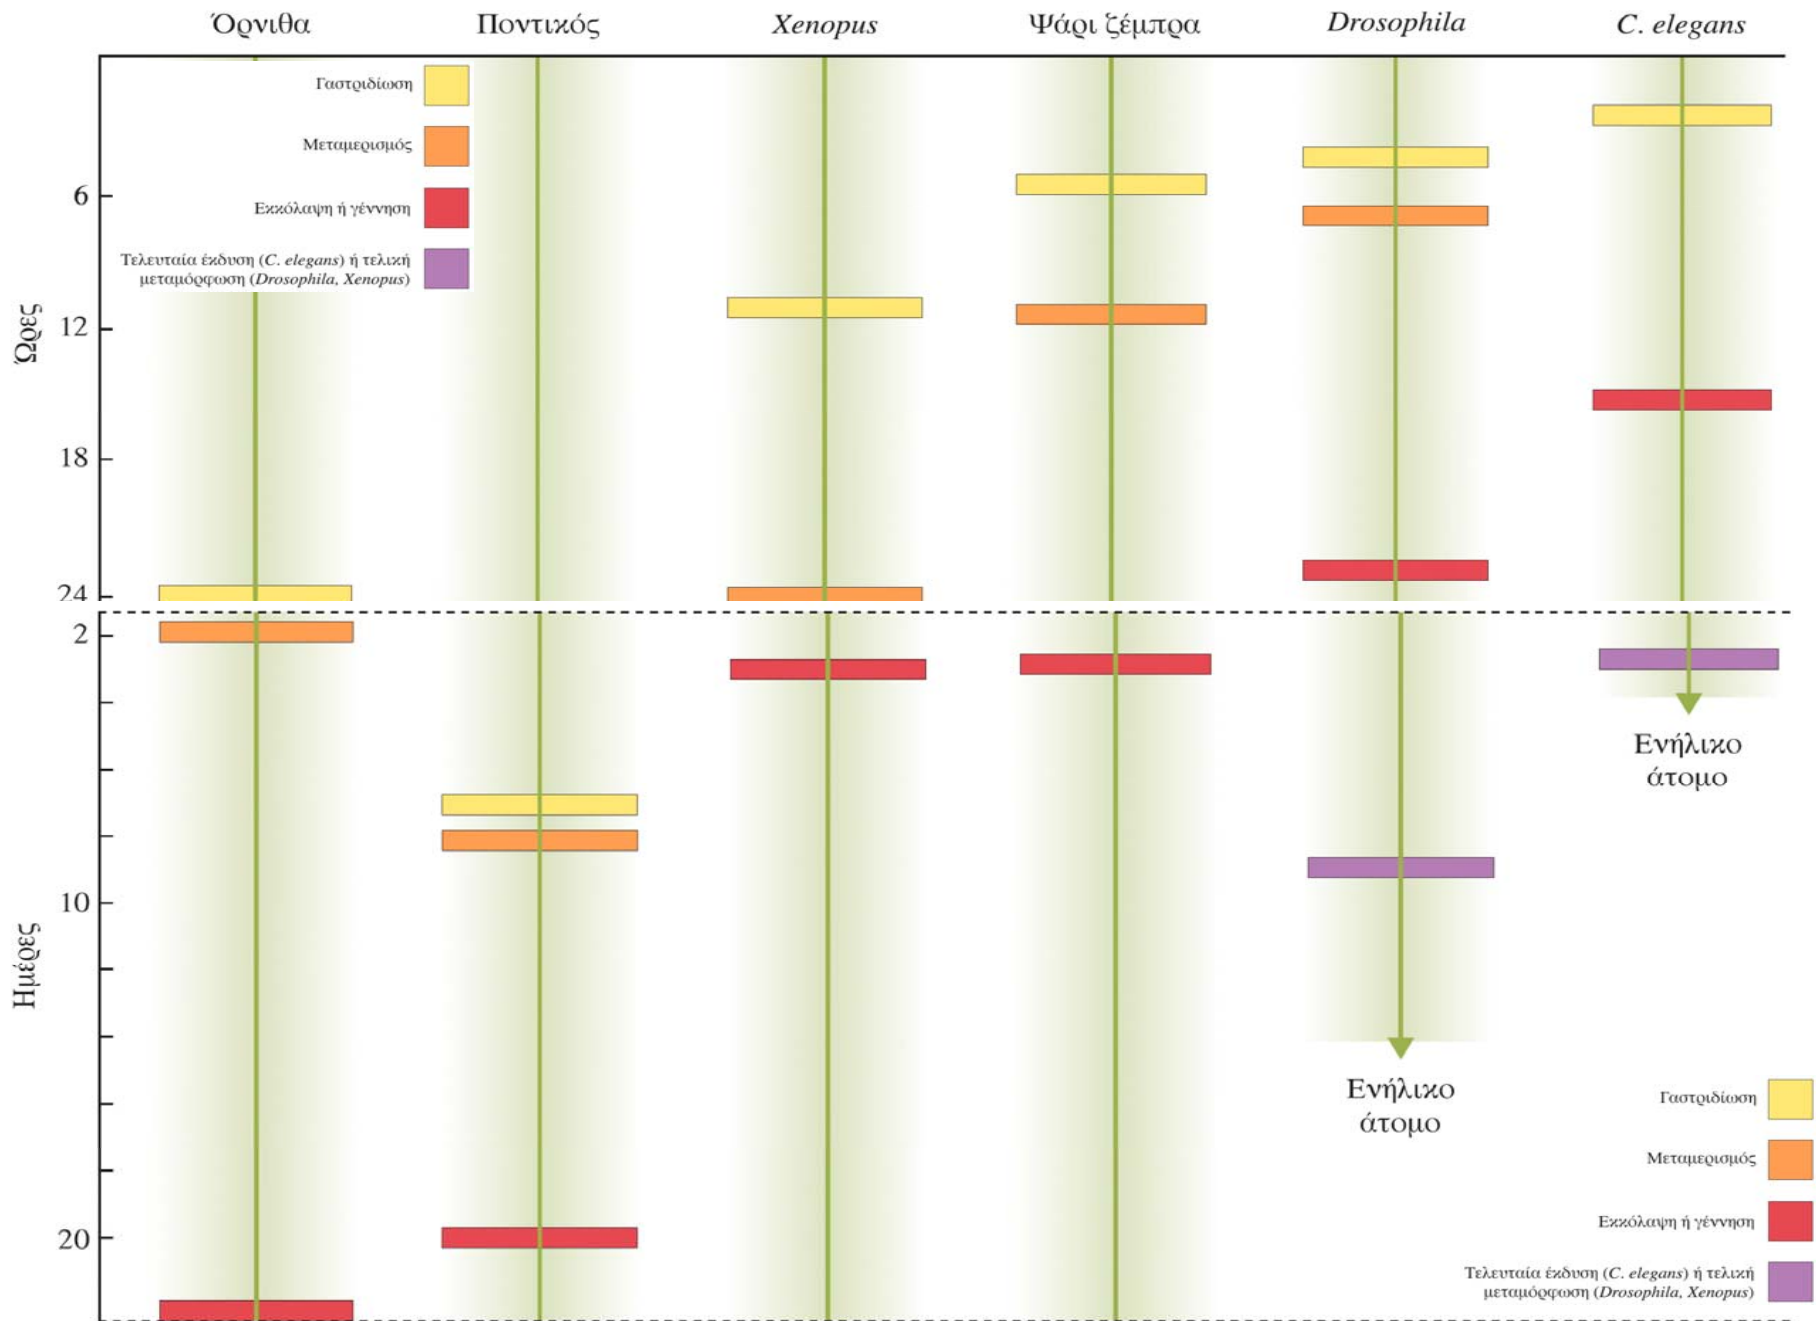 Όρνιθα
Ποντικός
Xenopus
Ψάρι ζέμπρα
Drosophila
C. elegans
Γαστριδίωση
Μεταμερισμός
Εκκόλαψη ή γέννηση
Τελευταία έκδυση (C. elegans) ή τελική
μεταμόρφωση (Drosophila, Xenopus)
Ώρες
6
12
18
24
Ημέρες
2
10
20
Ενήλικο
άτομο
Ενήλικο
άτομο
Γαστριδίωση
Μεταμερισμός
Εκκόλαψη ή γέννηση
Τελευταία έκδυση (C. elegans) ή τελική
μεταμόρφωση (Drosophila, Xenopus)